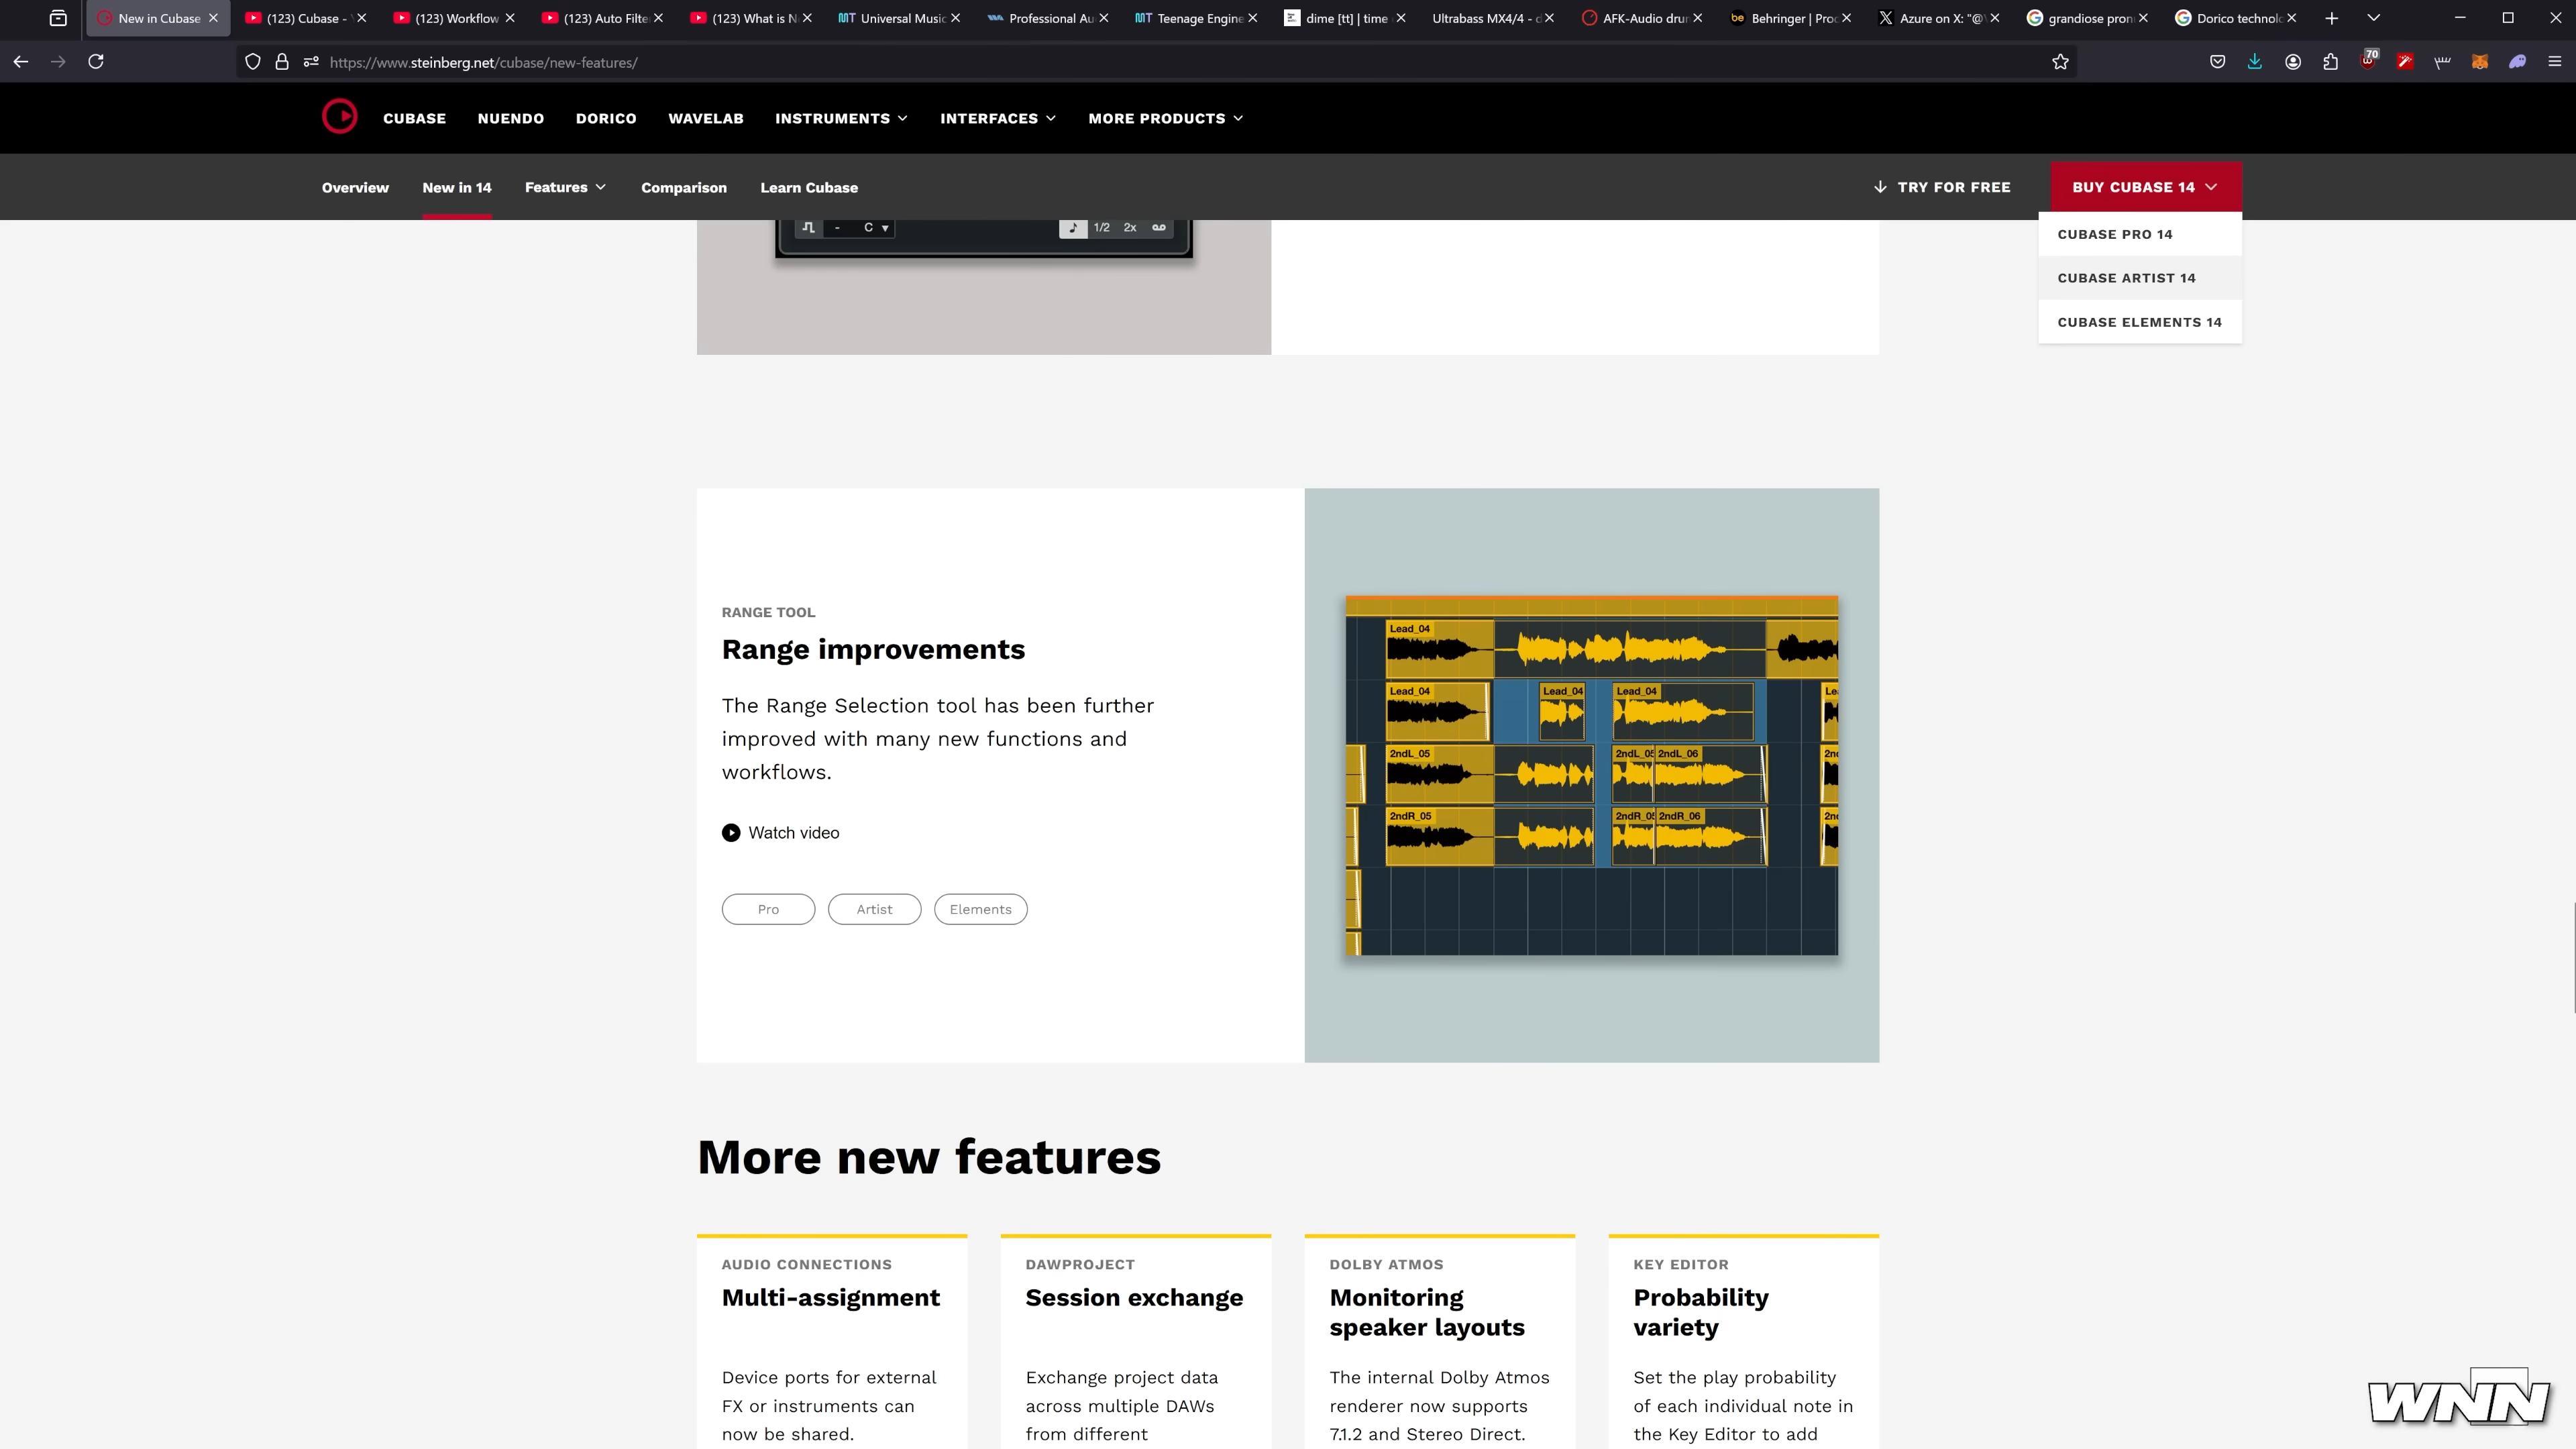 New in Cubase
(123) Cubase -
(123) Workflow
(123) Auto Filte
(123) What is N
Universal Music
Professional Au
Teenage Engine
dime [tt] | time
Ultrabass MX4/4 - d
AFK-Audio drum
Behringer | Pro
Azure on X: "@
grandiose pron
Dorico technolo
https://www.steinberg.net/cubase/new-features/
70
CUBASE
NUENDO
DORICO
WAVELAB
INSTRUMENTS
INTERFACES
MORE PRODUCTS
Overview
New in 14
Features
Comparison
Learn Cubase
TRY FOR FREE
BUY CUBASE 14
CUBASE PRO 14
CUBASE ARTIST 14
CUBASE ELEMENTS 14
- C 1/2 2x
RANGE TOOL
Range improvements
The Range Selection tool has been further
improved with many new functions and
workflows.
Watch video
Pro
Artist
Elements
Lead_04
Lead_04 Lead_04 Lead_04 Le
2ndL_05 2ndL_05 2ndL_06 2n
2ndR_05 2ndR_05 2ndR_06 2n
More new features
AUDIO CONNECTIONS
Multi-assignment
Device ports for external
FX or instruments can
now be shared.
DAWPROJECT
Session exchange
Exchange project data
across multiple DAWs
from different
DOLBY ATMOS
Monitoring
speaker layouts
The internal Dolby Atmos
renderer now supports
7.1.2 and Stereo Direct.
KEY EDITOR
Probability
variety
Set the play probability
of each individual note in
the Key Editor to add
WNN